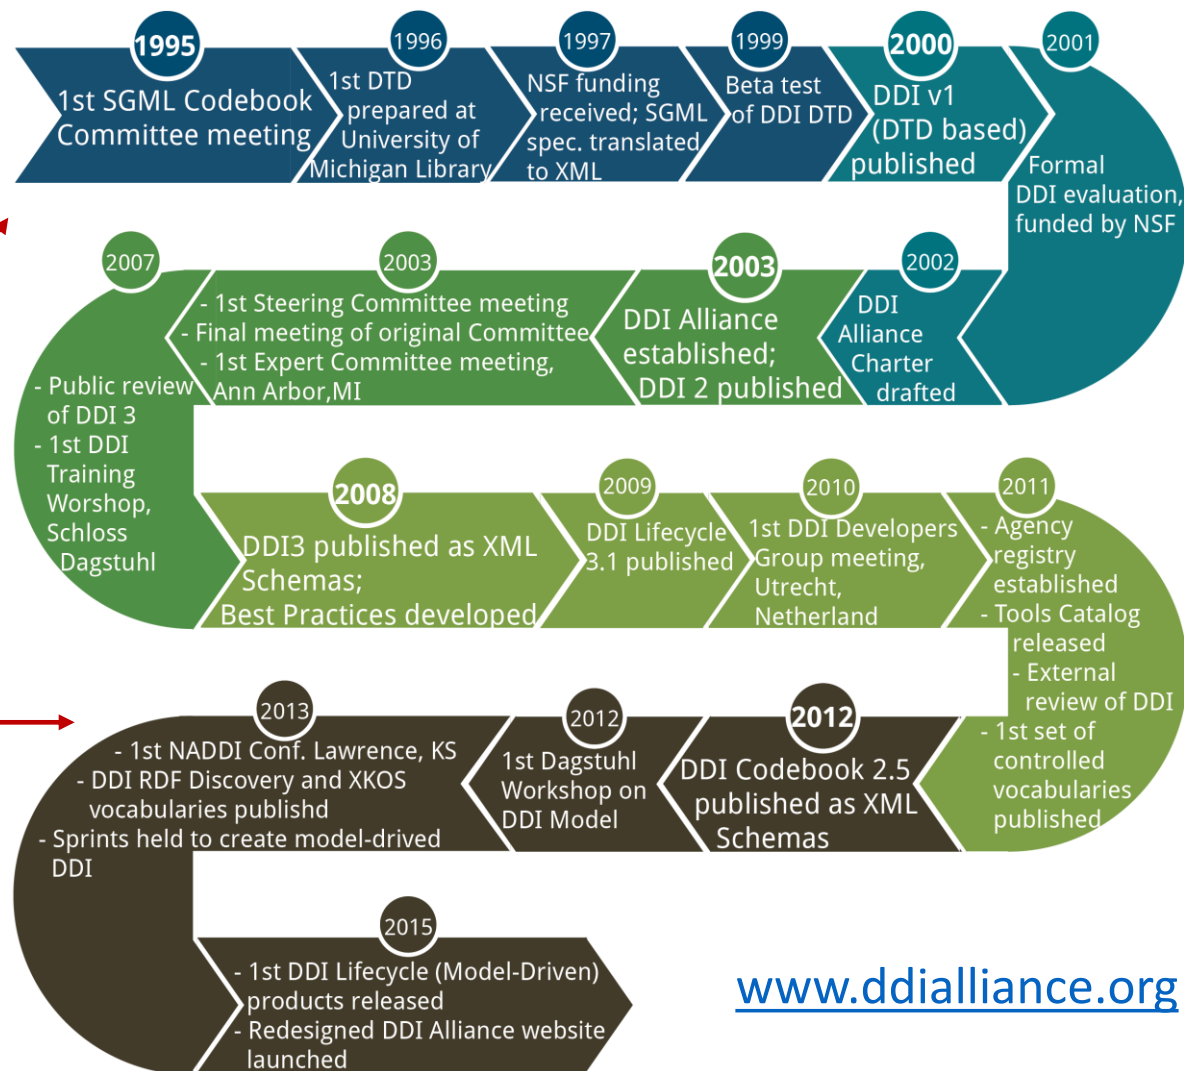 1995
1st SGML Codebook
Committee meeting
1996
1st DTD
prepared at
University of
Michigan Library
1997
NSF funding
received; SGML
spec. translated
to XML
1999
Beta test
of DDI DTD
2000
DDI v1
(DTD based)
published
2001
Formal
DDI evaluation,
funded by NSF
2002
DDI
Alliance
Charter
drafted
2003
DDI Alliance
established;
DDI 2 published
2003
- 1st Steering Committee meeting
- Final meeting of original Committee
- 1st Expert Committee meeting,
Ann Arbor,MI
2007
- Public review
of DDI 3
- 1st DDI
Training
Worshop,
Schloss
Dagstuhl
2008
DDI3 published as XML
Schemas;
Best Practices developed
2009
DDI Lifecycle
3.1 published
2010
1st DDI Developers
Group meeting,
Utrecht,
Netherland
2011
- Agency
registry
established
- Tools Catalog
released
- External
review of DDI
- 1st set of
controlled
vocabularies
published
2012
DDI Codebook 2.5
published as XML
Schemas
2012
1st Dagstuhl
Workshop on
DDI Model
2013
- 1st NADDI Conf. Lawrence, KS
- DDI RDF Discovery and XKOS
vocabularies publishd
- Sprints held to create model-drived
DDI
2015
- 1st DDI Lifecycle (Model-Driven)
products released
- Redesigned DDI Alliance website
launched
www.ddialliance.org